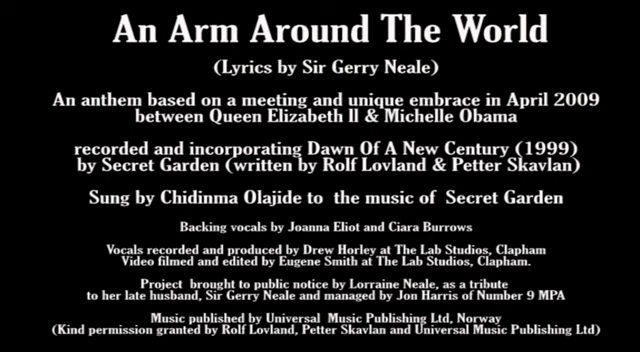 An Arm Around The World
(Lyrics by Sir Gerry Neale)
An anthem based on a meeting and unique embrace in April 2009
between Queen Elizabeth ll & Michelle Obama
recorded and incorporating Dawn Of A New Century (1999)
by Secret Garden (written by Rolf Lovland & Petter Skavlan)
Sung by Chidinma Olajide to the music of Secret Garden
Backing vocals by Joanna Eliot and Ciara Burrows
Vocals recorded and produced by Drew Horley at The Lab Studios, Clapham
Video filmed and edited by Eugene Smith at The Lab Studios, Clapham.
Project brought to public notice by Lorraine Neale, as a tribute
to her late husband, Sir Gerry Neale and managed by Jon Harris of Number 9 MPA
Music published by Universal Music Publishing Ltd, Norway
(Kind permission granted by Rolf Lovland, Petter Skavlan and Universal Music Publishing Ltd)